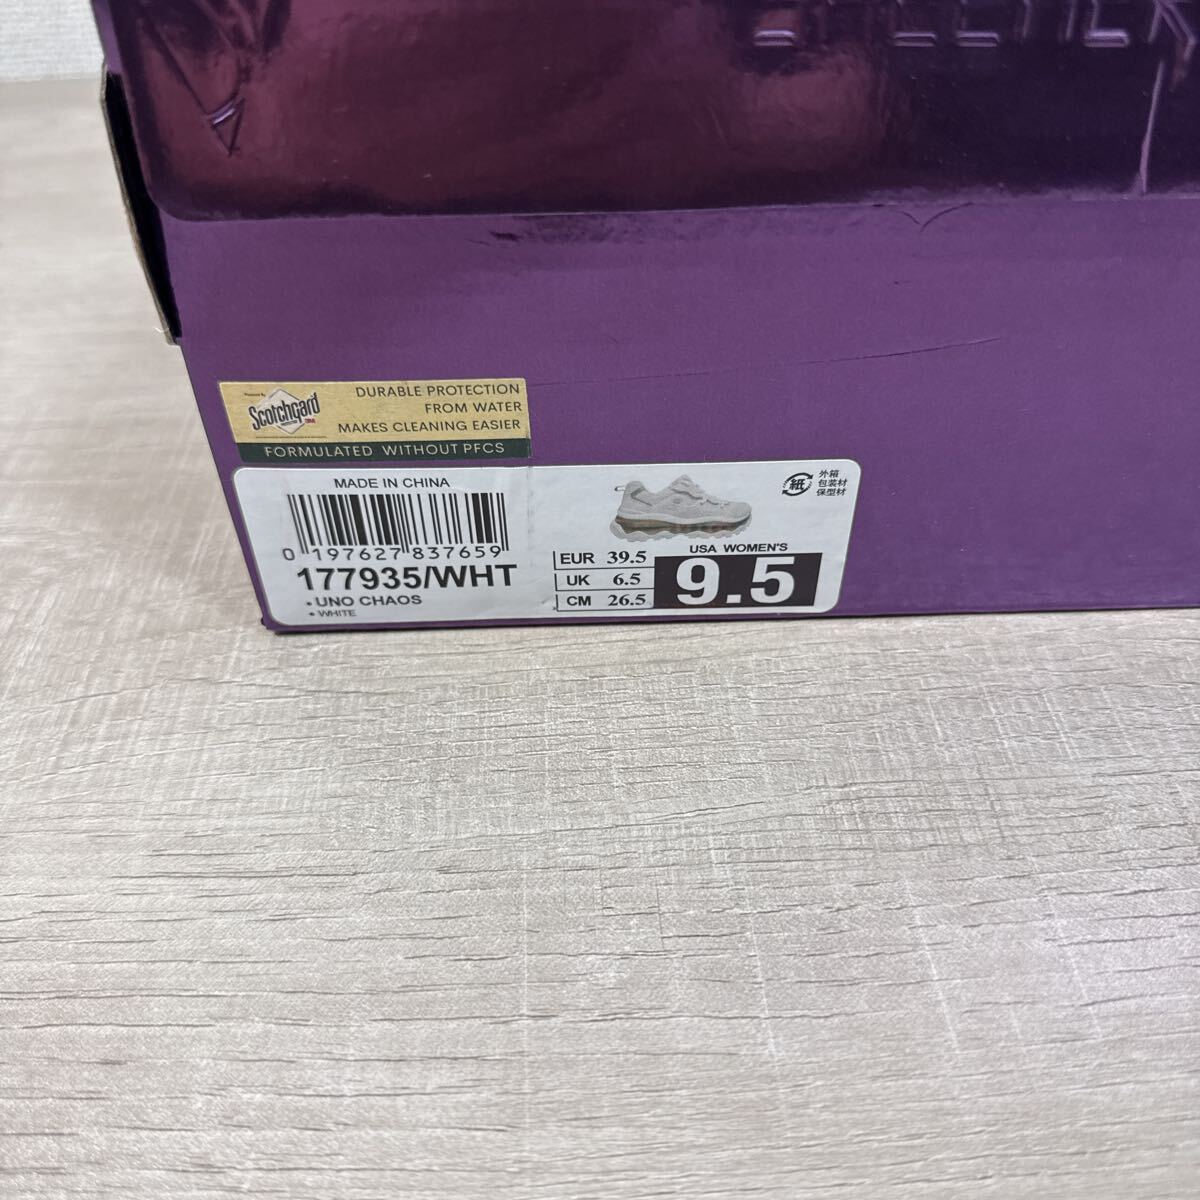 Scotchgard
DURABLE PROTECTION
FROM WATER
MAKES CLEANING EASIER
FORMULATED WITHOUT PFCS
MADE IN CHINA
0 197627 837659
177935/WHT
• UNO CHAOS
• WHITE
EUR 39.5
UK 6.5
CM 26.5
USA WOMEN'S
9.5
紙
外箱
包装材
保型材